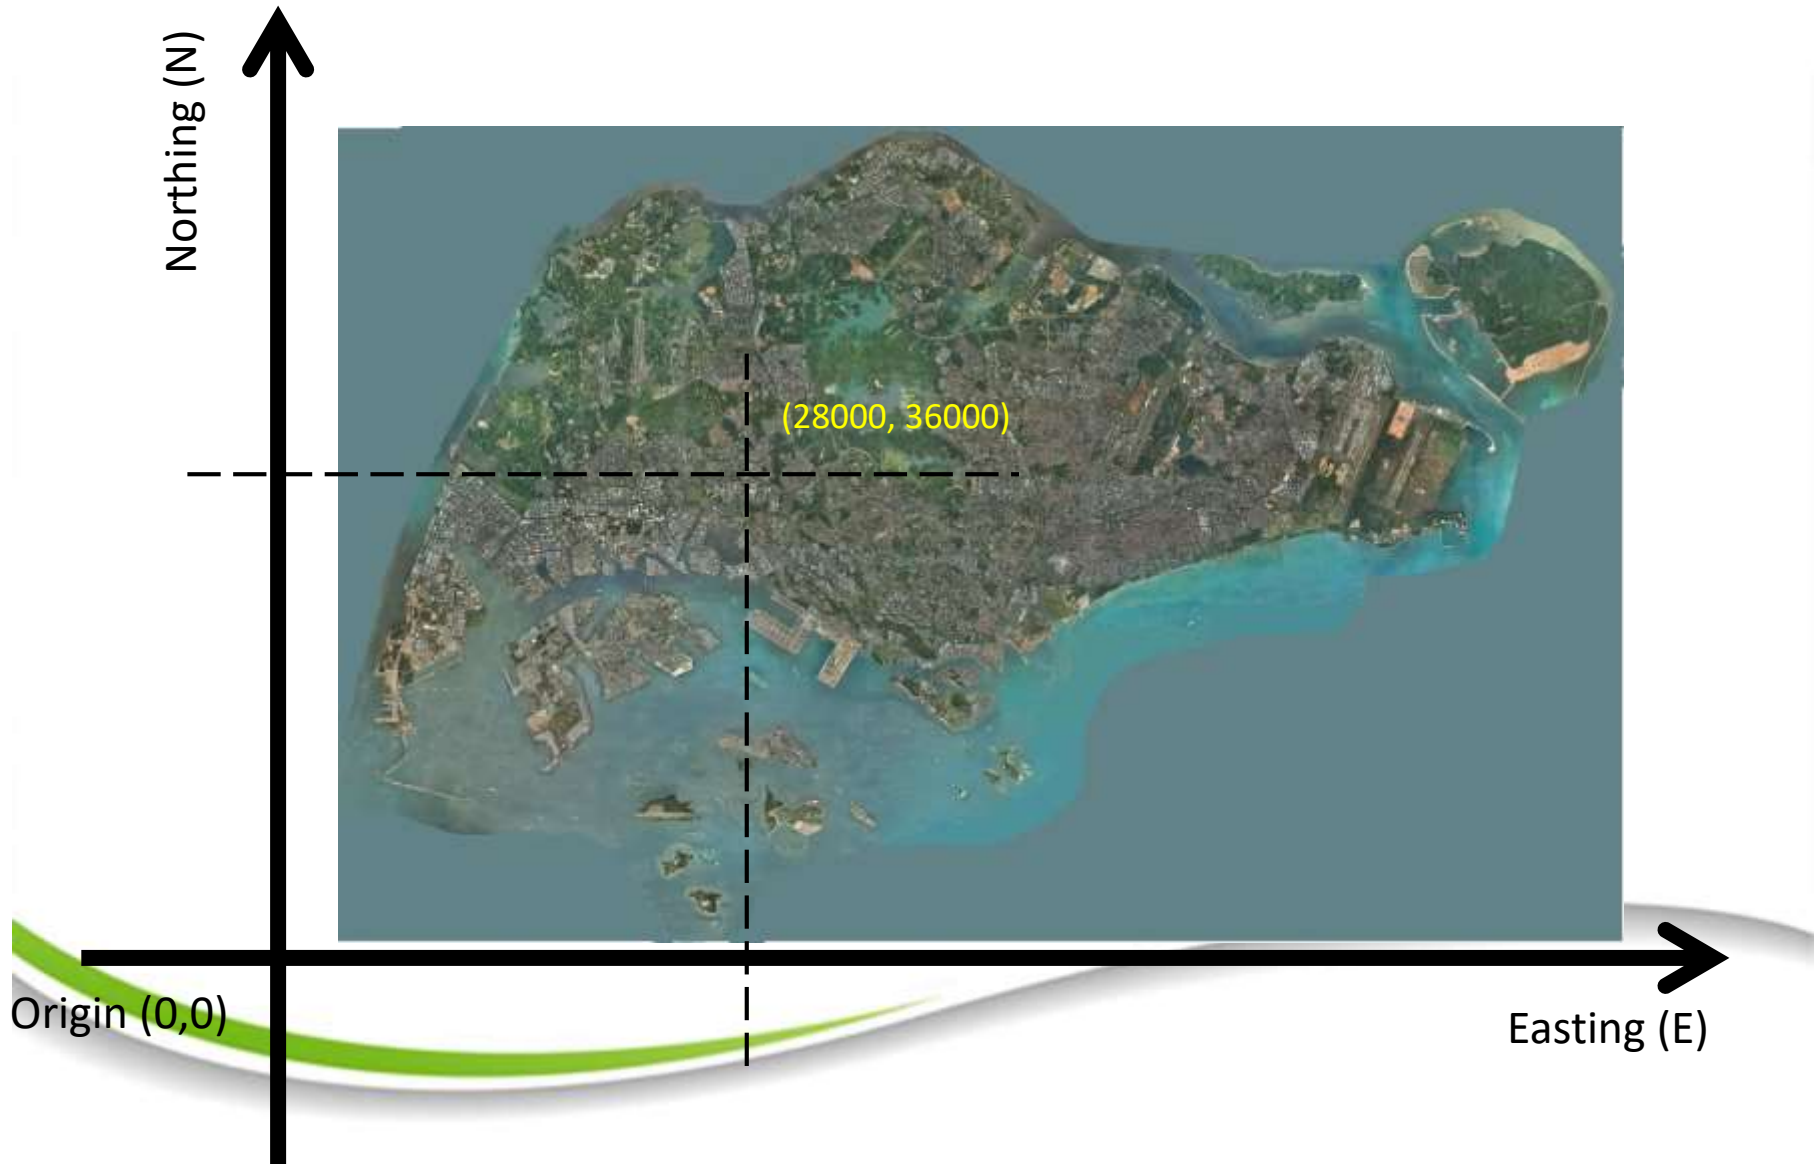 Northing (N)
(28000, 36000)
Origin (0,0)
Easting (E)